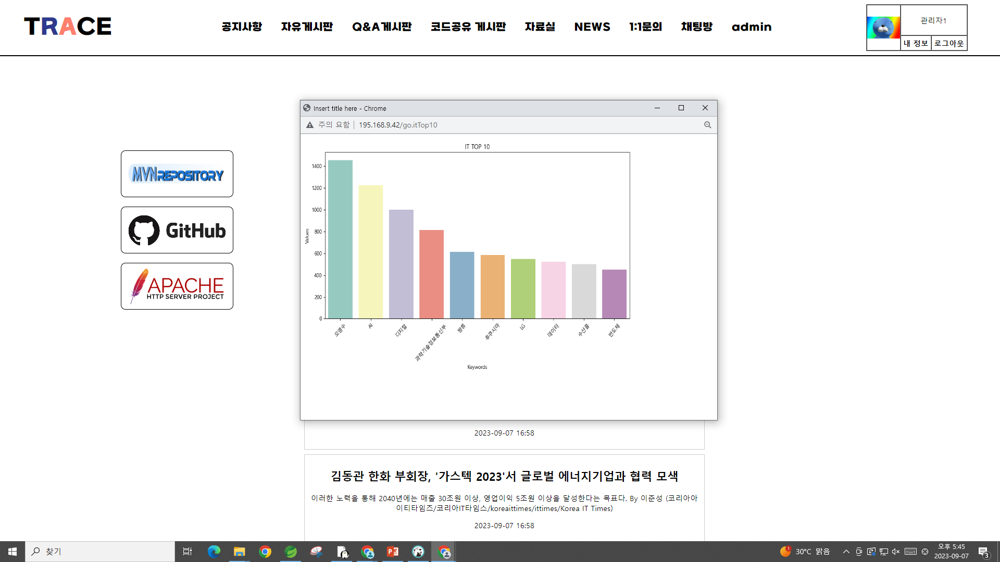 TRACE
공지사항 자유게시판 Q&A게시판 코드공유 게시판 자료실 NEWS 1:1문의 채팅방 admin
관리자1
내 정보 로그아웃
Insert title here - Chrome
주의 요함 195.168.9.42/go.itTop10
MVNREPOSITORY
GitHub
APACHE
HTTP SERVER PROJECT
IT TOP 10
1400
1200
1000
800
600
400
200
0
Values
오염수 AI 디지털 과학기술정보통신부 방류 후쿠시마 LG 데이터 수산물 반도체
Keywords
2023-09-07 16:58
김동관 한화 부회장, '가스텍 2023'서 글로벌 에너지기업과 협력 모색
이러한 노력을 통해 2040년에는 매출 30조원 이상, 영업이익 5조원 이상을 달성한다는 목표다. By 이준성 (코리아아
이티타임즈/코리아IT타임스/koreaittimes/ittimes/Korea IT Times)
2023-09-07 16:58
찾기
1
30°C 맑음
오후 5:45
2023-09-07
3